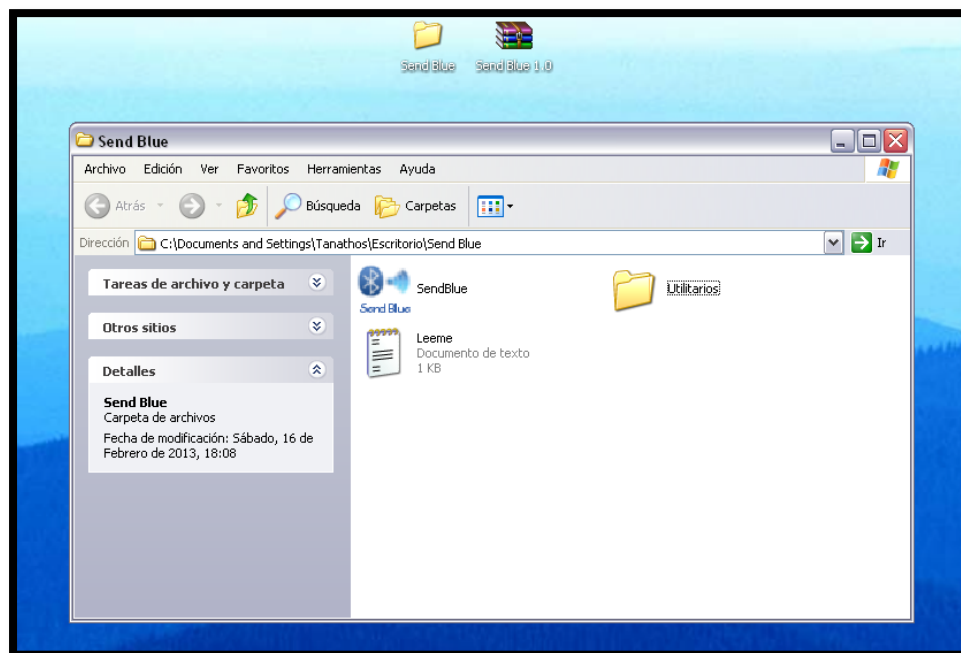 Send Blue
Send Blue 1.0
Send Blue
Archivo Edición Ver Favoritos Herramientas Ayuda
Atrás Búsqueda Carpetas
Dirección C:\Documents and Settings\Tanathos\Escritorio\Send Blue Ir
Tareas de archivo y carpeta
Otros sitios
Detalles
Send Blue
Carpeta de archivos
Fecha de modificación: Sábado, 16 de
Febrero de 2013, 18:08
SendBlue
Send Blue
Utilitarios
Leeme
Documento de texto
1 KB